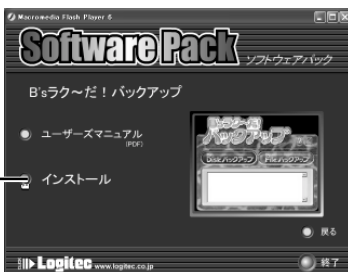 Macromedia Flash Player 6
Software Pack
ソフトウェアパック
B'sラク〜だ！バックアップ
ユーザーズマニュアル
(PDF)
インストール
B'sラク〜だ!
バックアップ
Diskバックアップ
Fileバックアップ
戻る
Logitec www.logitec.co.jp
終了